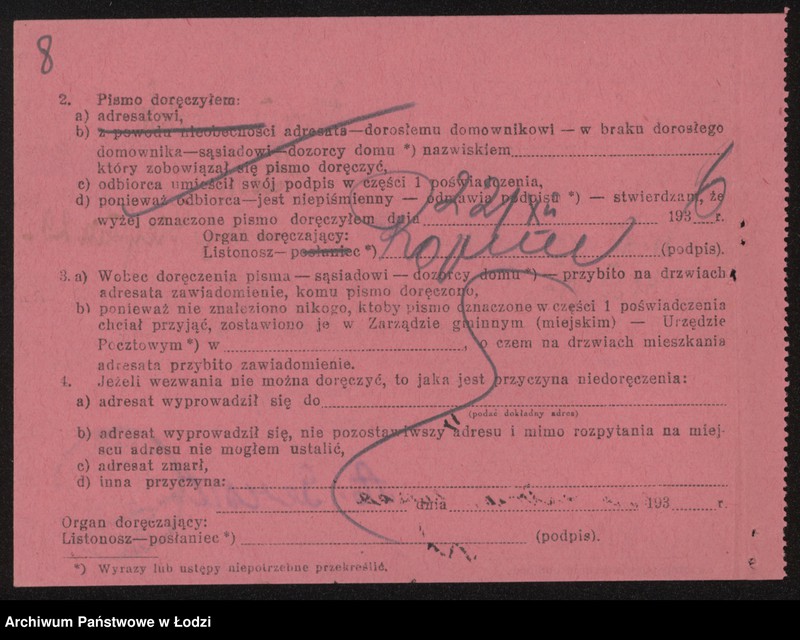 8
2. Pismo doręczyłem:
a) adresatowi,
b) z powodu nieobecności adresata—dorosłemu domownikowi — w braku dorosłego
domownika—sąsiadowi—dozorcy domu *) nazwiskiem
który zobowiązał się pismo doręczyć,
c) odbiorca umieścił swój podpis w części 1 poświadczenia,
d) ponieważ odbiorca—jest niepiśmienny — odmawia podpisu *) — stwierdzam, że
wyżej oznaczone pismo doręczyłem dnia 22/XII 1936 r.
Organ doręczający:
Listonosz—posłaniec *) (podpis).
3. a) Wobec doręczenia pisma — sąsiadowi — dozorcy domu *) — przybito na drzwiach
adresata zawiadomienie, komu pismo doręczono,
b) ponieważ nie znaleziono nikogo, ktoby pismo oznaczone w części 1 poświadczenia
chciał przyjąć, zostawiono je w Zarządzie gminnym (miejskim) — Urzędzie
Pocztowym *) w , o czem na drzwiach mieszkania
adresata przybito zawiadomienie.
4. Jeżeli wezwania nie można doręczyć, to jaka jest przyczyna niedoręczenia:
a) adresat wyprowadził się do
(podać dokładny adres)
b) adresat wyprowadził się, nie pozostawiwszy adresu i mimo rozpytania na miej-
scu adresu nie mogłem ustalić,
c) adresat zmarł,
d) inna przyczyna:
dnia 193 r.
Organ doręczający:
Listonosz—posłaniec *) (podpis).
*) Wyrazy lub ustępy niepotrzebne przekreślić.
Archiwum Państwowe w Łodzi